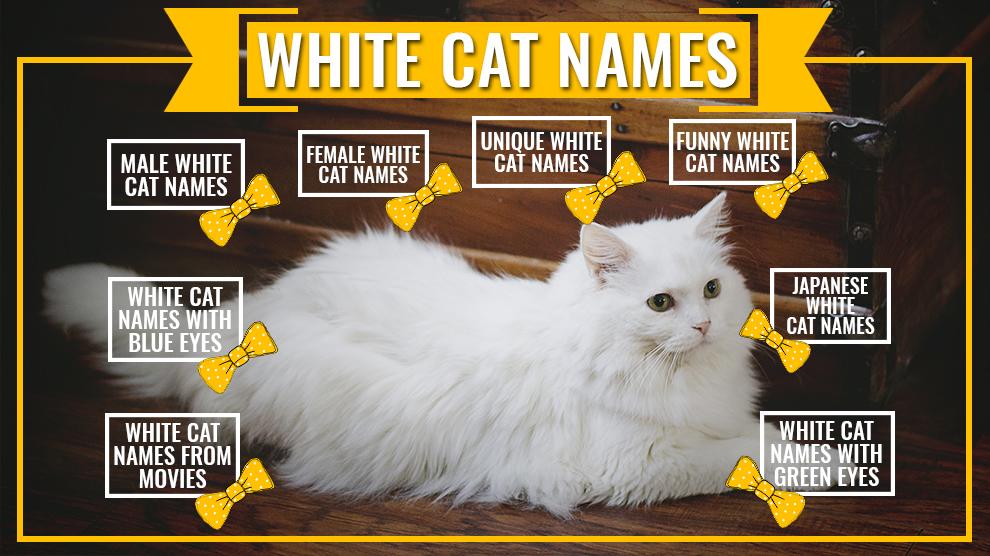 WHITE CAT NAMES
MALE WHITE
CAT NAMES
FEMALE WHITE
CAT NAMES
UNIQUE WHITE
CAT NAMES
FUNNY WHITE
CAT NAMES
WHITE CAT
NAMES WITH
BLUE EYES
JAPANESE
WHITE
CAT NAMES
WHITE CAT
NAMES FROM
MOVIES
WHITE CAT
NAMES WITH
GREEN EYES